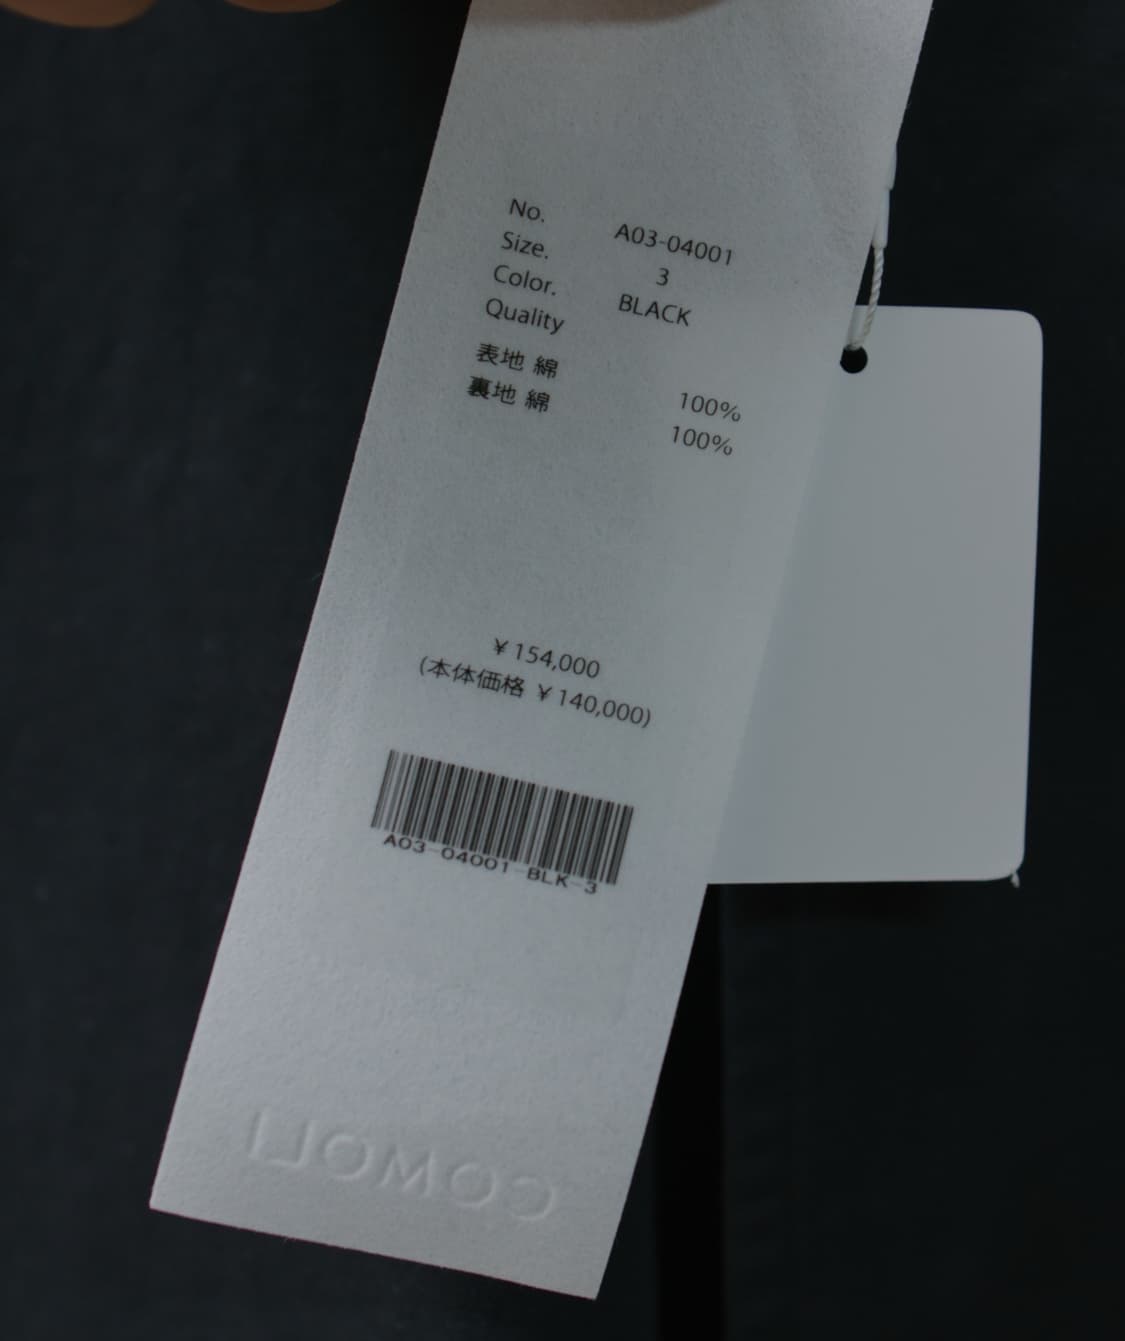 No. A03-04001
Size. 3
Color. BLACK
Quality
表地 綿 100%
裏地 綿 100%
¥154,000
(本体価格 ¥140,000)
A03-04001-BLK-3
COMOLI